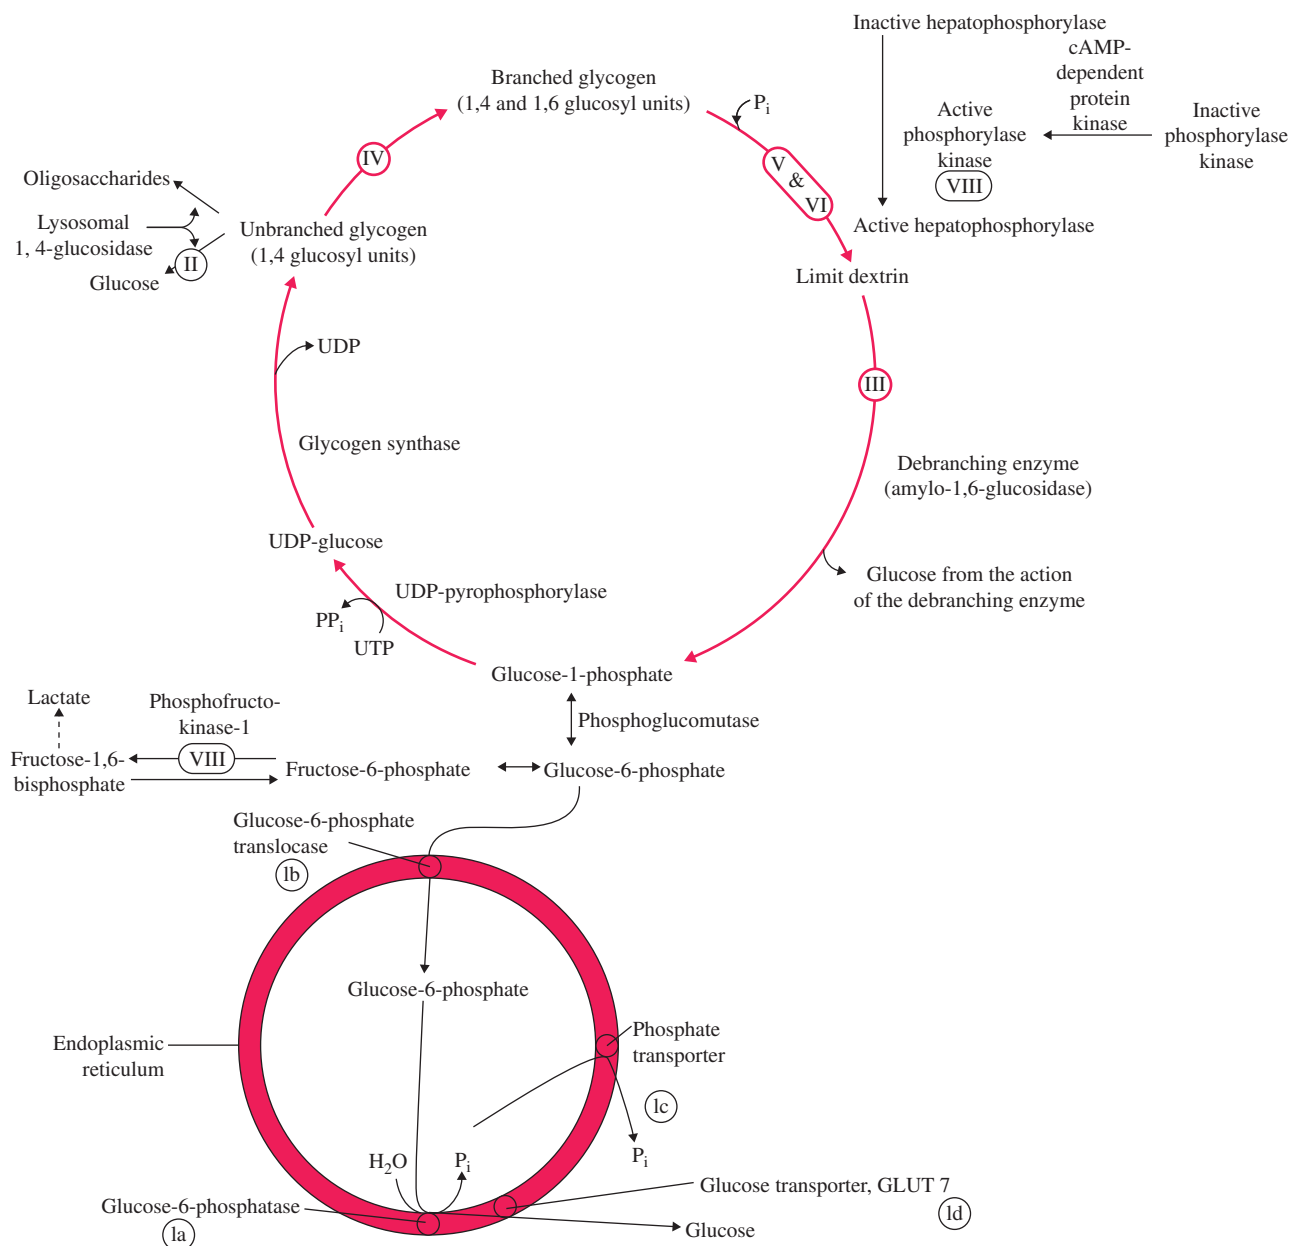 Inactive hepatophosphorylase
cAMP-
dependent
protein
kinase
Branched glycogen
(1,4 and 1,6 glucosyl units)
Pi
Active
phosphorylase
kinase
VIII
Inactive
phosphorylase
kinase
IV
V
&
VI
Oligosaccharides
Lysosomal
1, 4-glucosidase
II
Glucose
Unbranched glycogen
(1,4 glucosyl units)
Active hepatophosphorylase
Limit dextrin
UDP
III
Glycogen synthase
Debranching enzyme
(amylo-1,6-glucosidase)
UDP-glucose
Glucose from the action
of the debranching enzyme
UDP-pyrophosphorylase
PPi
UTP
Glucose-1-phosphate
Lactate
Phosphofructo-
kinase-1
Phosphoglucomutase
Fructose-1,6-
bisphosphate
VIII
Fructose-6-phosphate
Glucose-6-phosphate
Glucose-6-phosphate
translocase
lb
Glucose-6-phosphate
Endoplasmic
reticulum
Phosphate
transporter
lc
Pi
H2O
Pi
Glucose-6-phosphatase
la
Glucose transporter, GLUT 7
ld
Glucose